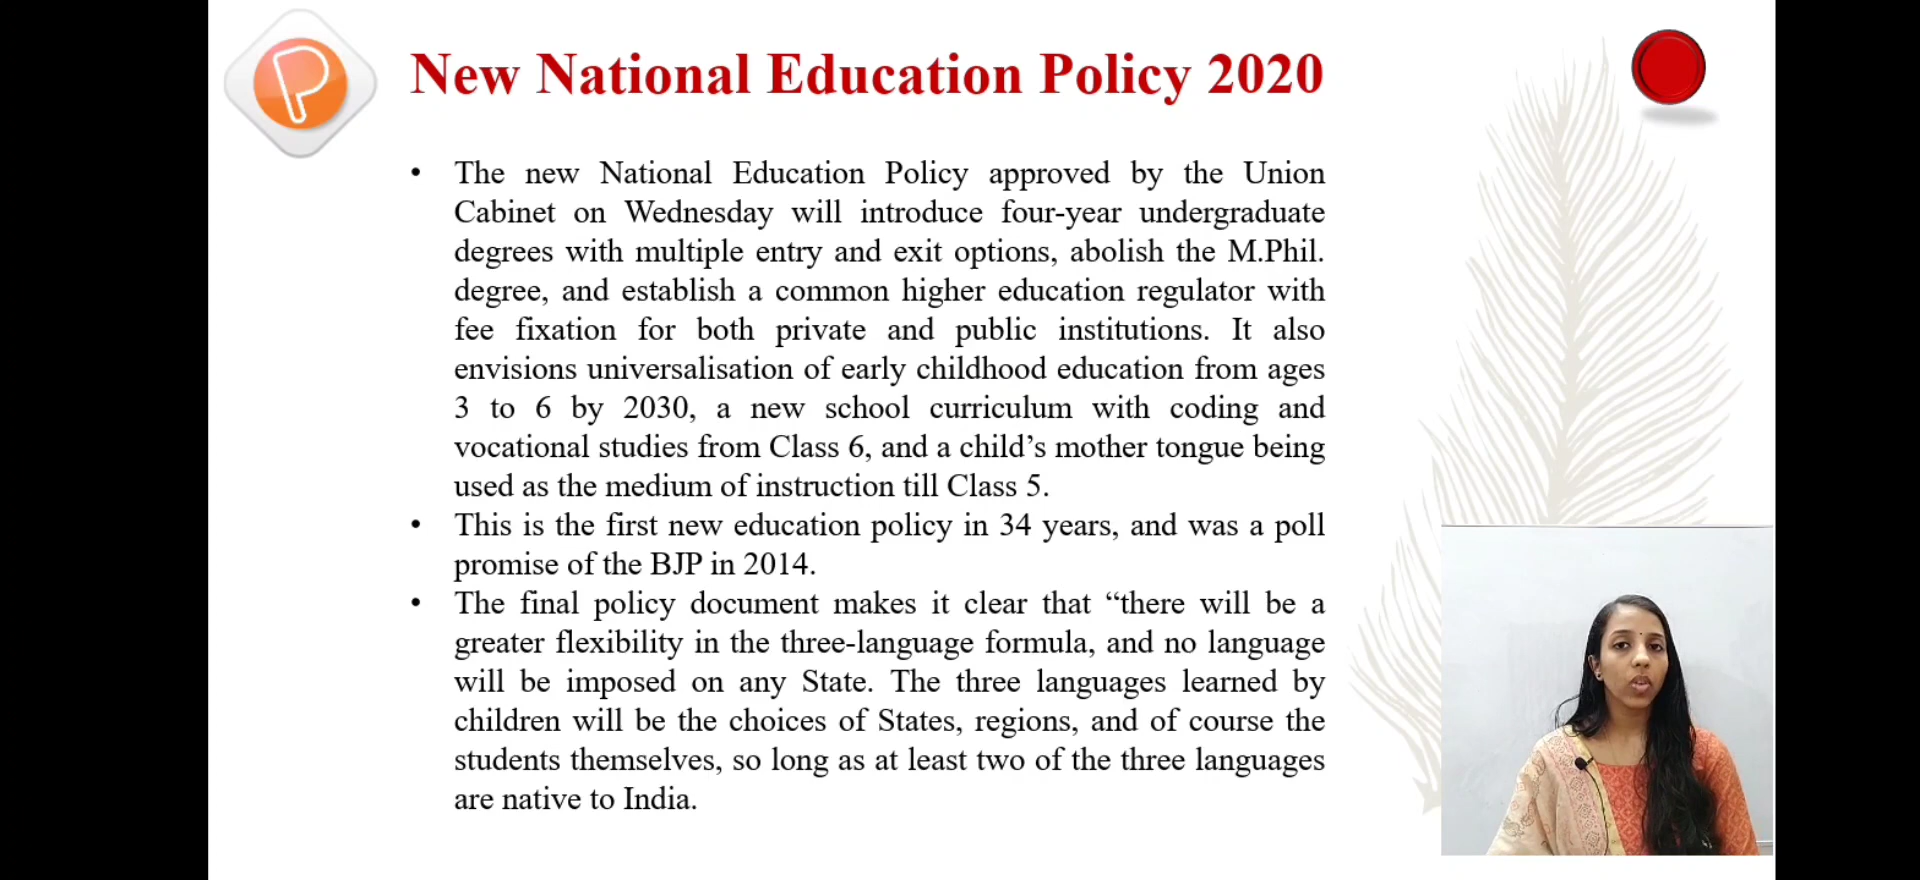 New National Education Policy 2020
• The new National Education Policy approved by the Union
Cabinet on Wednesday will introduce four-year undergraduate
degrees with multiple entry and exit options, abolish the M.Phil.
degree, and establish a common higher education regulator with
fee fixation for both private and public institutions. It also
envisions universalisation of early childhood education from ages
3 to 6 by 2030, a new school curriculum with coding and
vocational studies from Class 6, and a child’s mother tongue being
used as the medium of instruction till Class 5.
• This is the first new education policy in 34 years, and was a poll
promise of the BJP in 2014.
• The final policy document makes it clear that “there will be a
greater flexibility in the three-language formula, and no language
will be imposed on any State. The three languages learned by
children will be the choices of States, regions, and of course the
students themselves, so long as at least two of the three languages
are native to India.